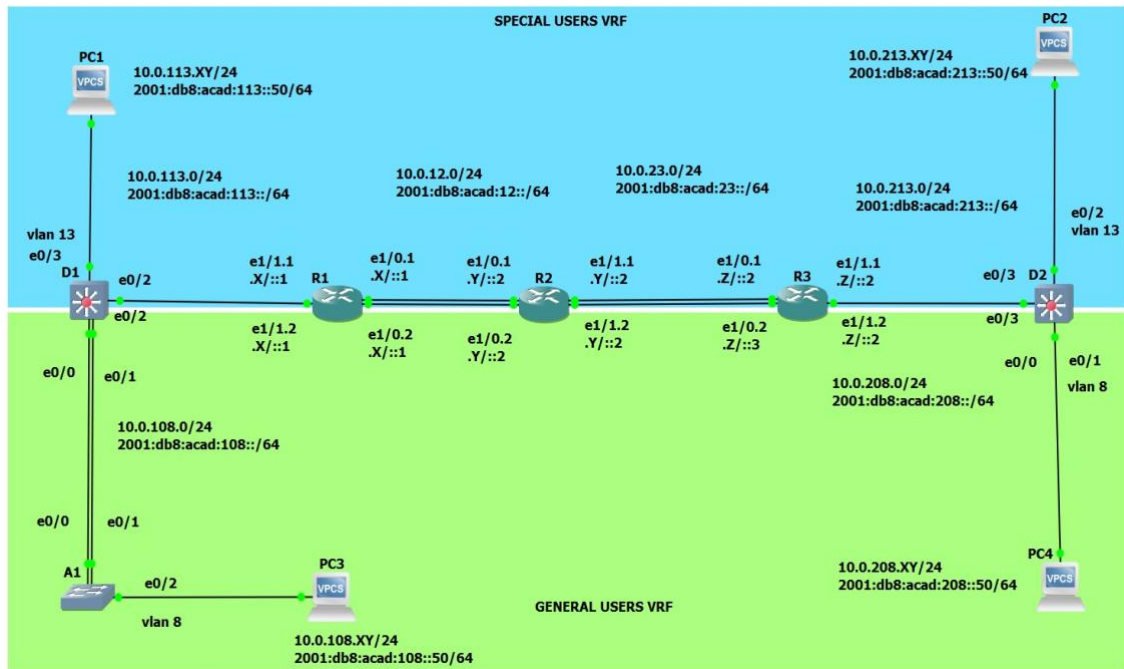 SPECIAL USERS VRF
PC1
VPCS
10.0.113.XY/24
2001:db8:acad:113::50/64
PC2
VPCS
10.0.213.XY/24
2001:db8:acad:213::50/64
10.0.113.0/24
2001:db8:acad:113::/64
10.0.12.0/24
2001:db8:acad:12::/64
10.0.23.0/24
2001:db8:acad:23::/64
10.0.213.0/24
2001:db8:acad:213::/64
e0/2
vlan 13
vlan 13
e0/3
D1
e0/2
e0/2
e1/1.1
.X/::1
R1
e1/0.1
.X/::1
e1/0.1
.Y/::2
R2
e1/1.1
.Y/::2
e1/0.1
.Z/::2
R3
e1/1.1
.Z/::2
e0/3
D2
e0/3
e1/1.2
.X/::1
e1/0.2
.X/::1
e1/0.2
.Y/::2
e1/1.2
.Y/::2
e1/0.2
.Z/::3
e1/1.2
.Z/::2
e0/0
e0/1
e0/0
e0/1
vlan 8
10.0.208.0/24
2001:db8:acad:208::/64
10.0.108.0/24
2001:db8:acad:108::/64
e0/0
e0/1
A1
e0/2
vlan 8
PC3
VPCS
10.0.108.XY/24
2001:db8:acad:108::50/64
GENERAL USERS VRF
PC4
VPCS
10.0.208.XY/24
2001:db8:acad:208::50/64